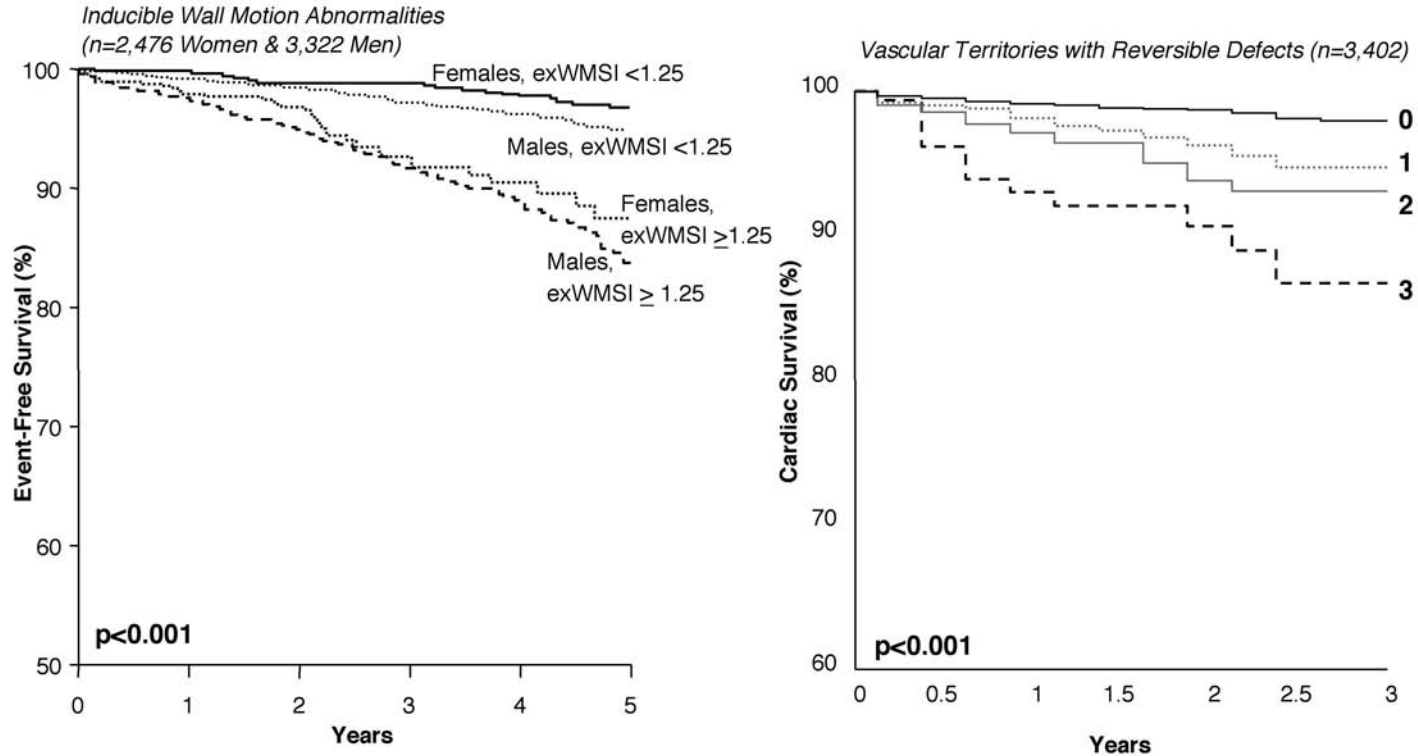 Inducible Wall Motion Abnormalities
(n=2,476 Women & 3,322 Men)
100
90
80
70
60
50
Event-Free Survival (%)
Females, exWMSI <1.25
Males, exWMSI <1.25
Females,
exWMSI ≥1.25
Males,
exWMSI ≥ 1.25
p<0.001
0 1 2 3 4 5
Years
Vascular Territories with Reversible Defects (n=3,402)
100
90
80
70
60
Cardiac Survival (%)
0
1
2
3
p<0.001
0 0.5 1 1.5 2 2.5 3
Years